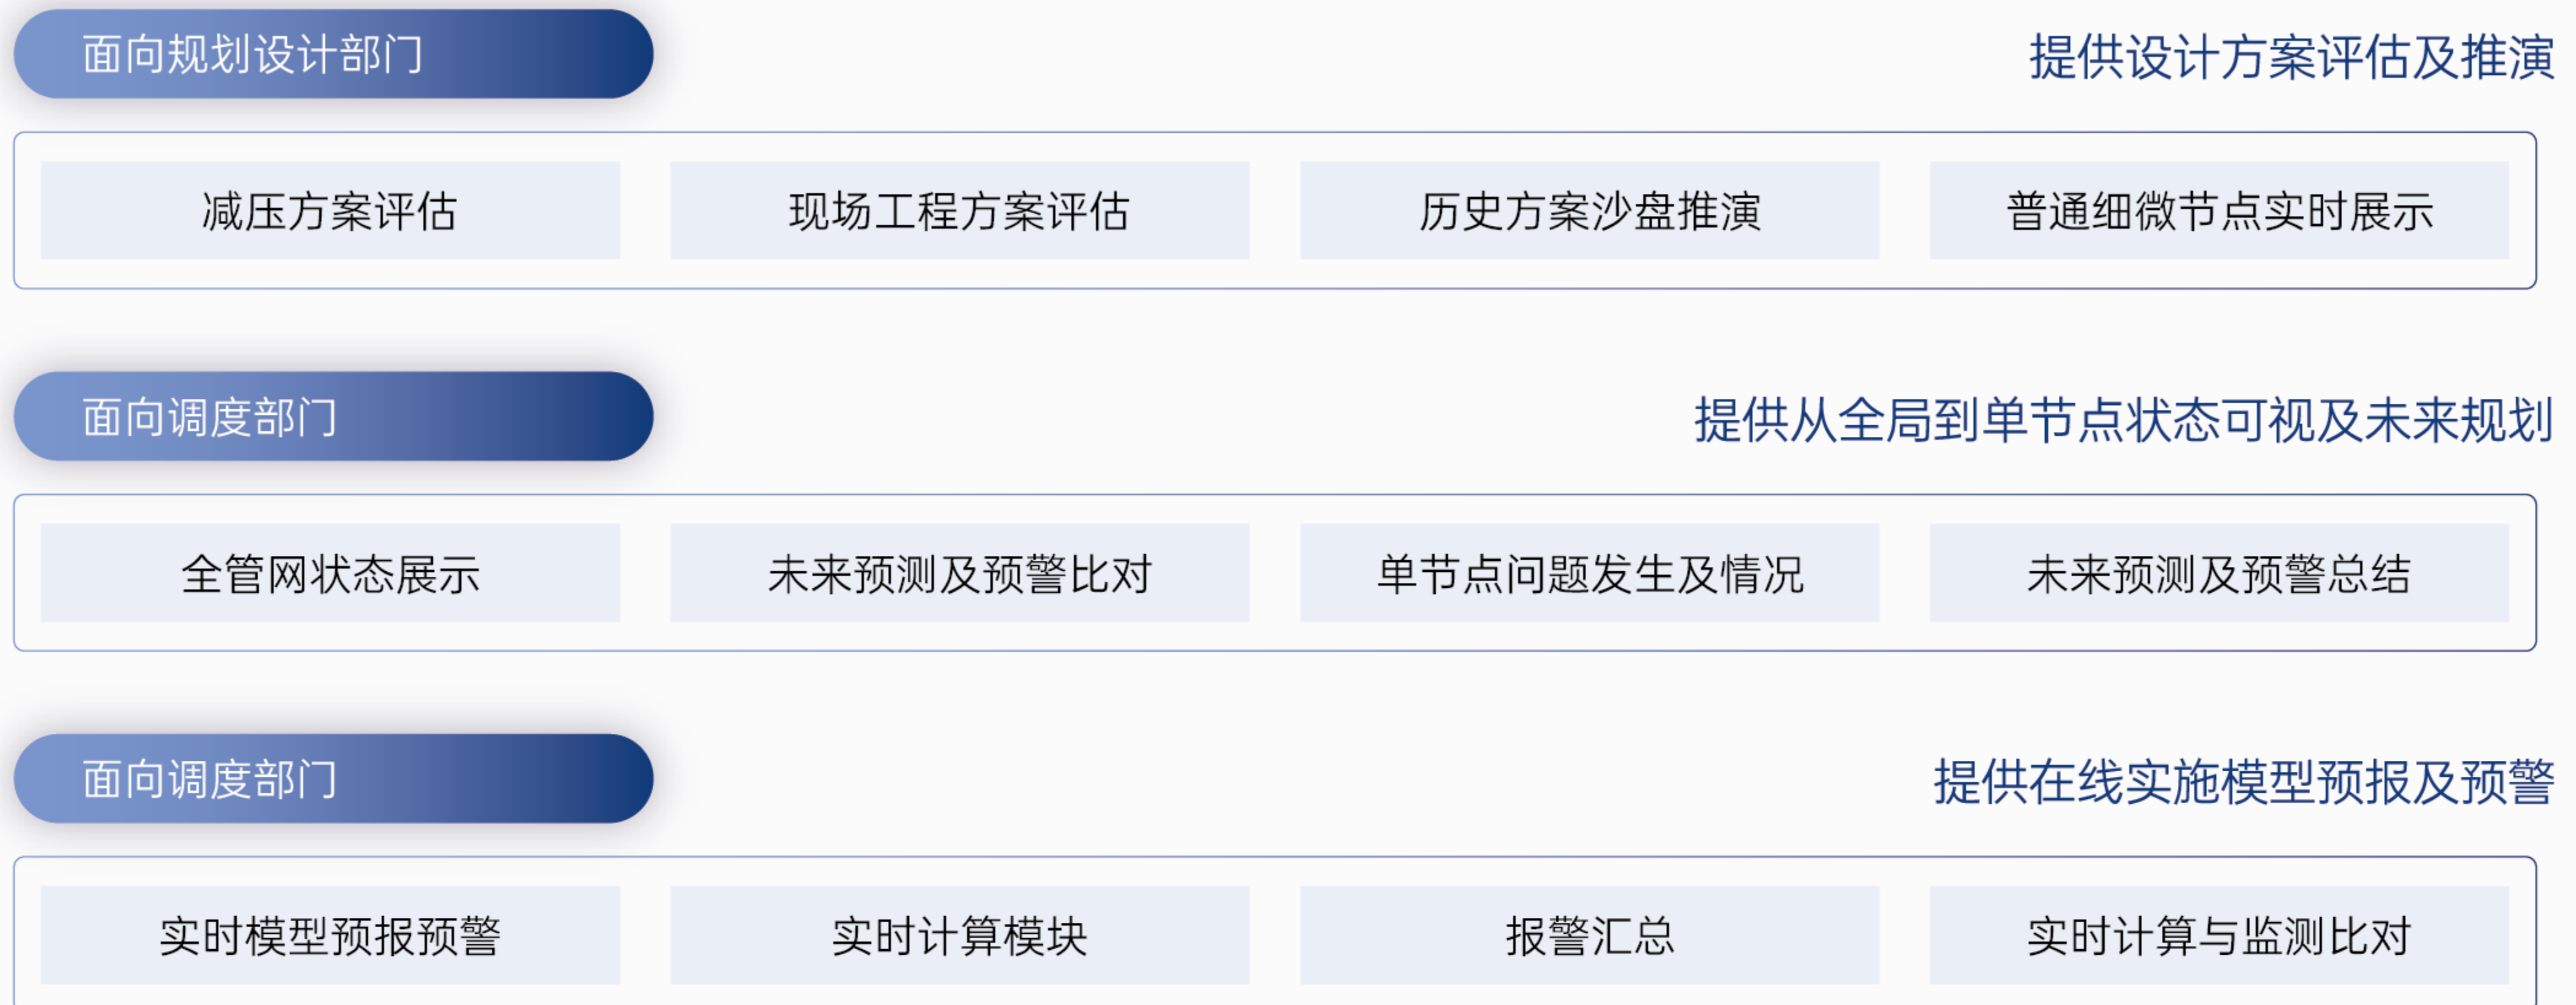 面向规划设计部门
提供设计方案评估及推演
减压方案评估
现场工程方案评估
历史方案沙盘推演
普通细微节点实时展示
面向调度部门
提供从全局到单节点状态可视及未来规划
全管网状态展示
未来预测及预警比对
单节点问题发生及情况
未来预测及预警总结
面向调度部门
提供在线实施模型预报及预警
实时模型预报预警
实时计算模块
报警汇总
实时计算与监测比对